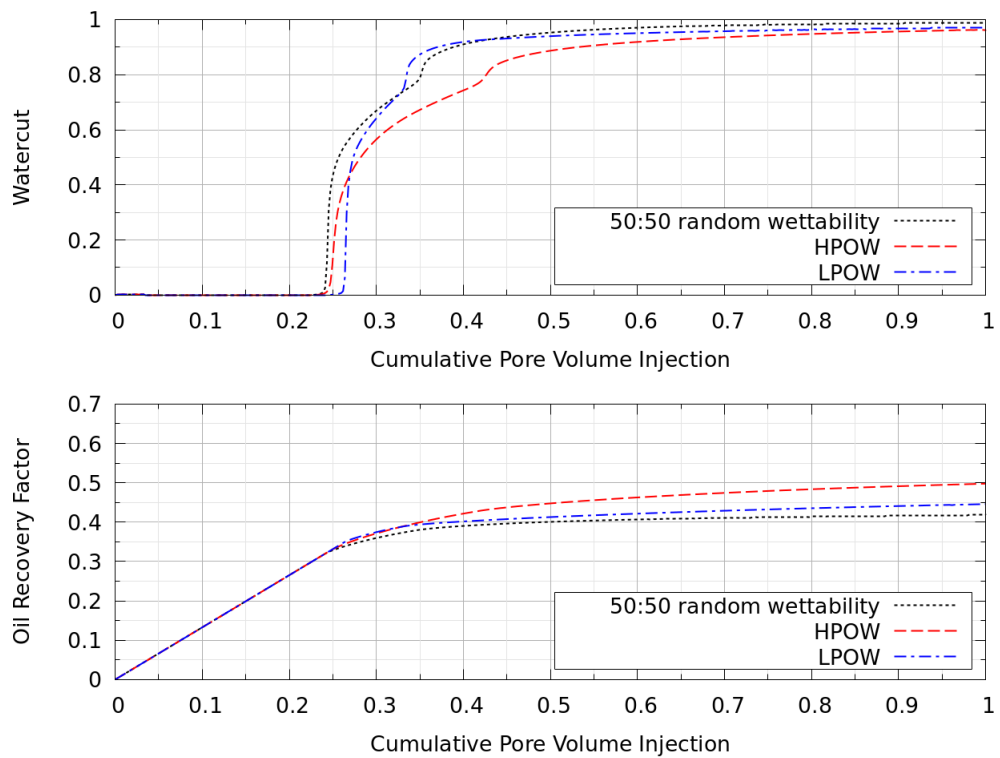 1
0.8
0.6
0.4
0.2
0
Watercut
50:50 random wettability
HPOW
LPOW
0 0.1 0.2 0.3 0.4 0.5 0.6 0.7 0.8 0.9 1
Cumulative Pore Volume Injection
0.7
0.6
0.5
0.4
0.3
0.2
0.1
0
Oil Recovery Factor
50:50 random wettability
HPOW
LPOW
0 0.1 0.2 0.3 0.4 0.5 0.6 0.7 0.8 0.9 1
Cumulative Pore Volume Injection